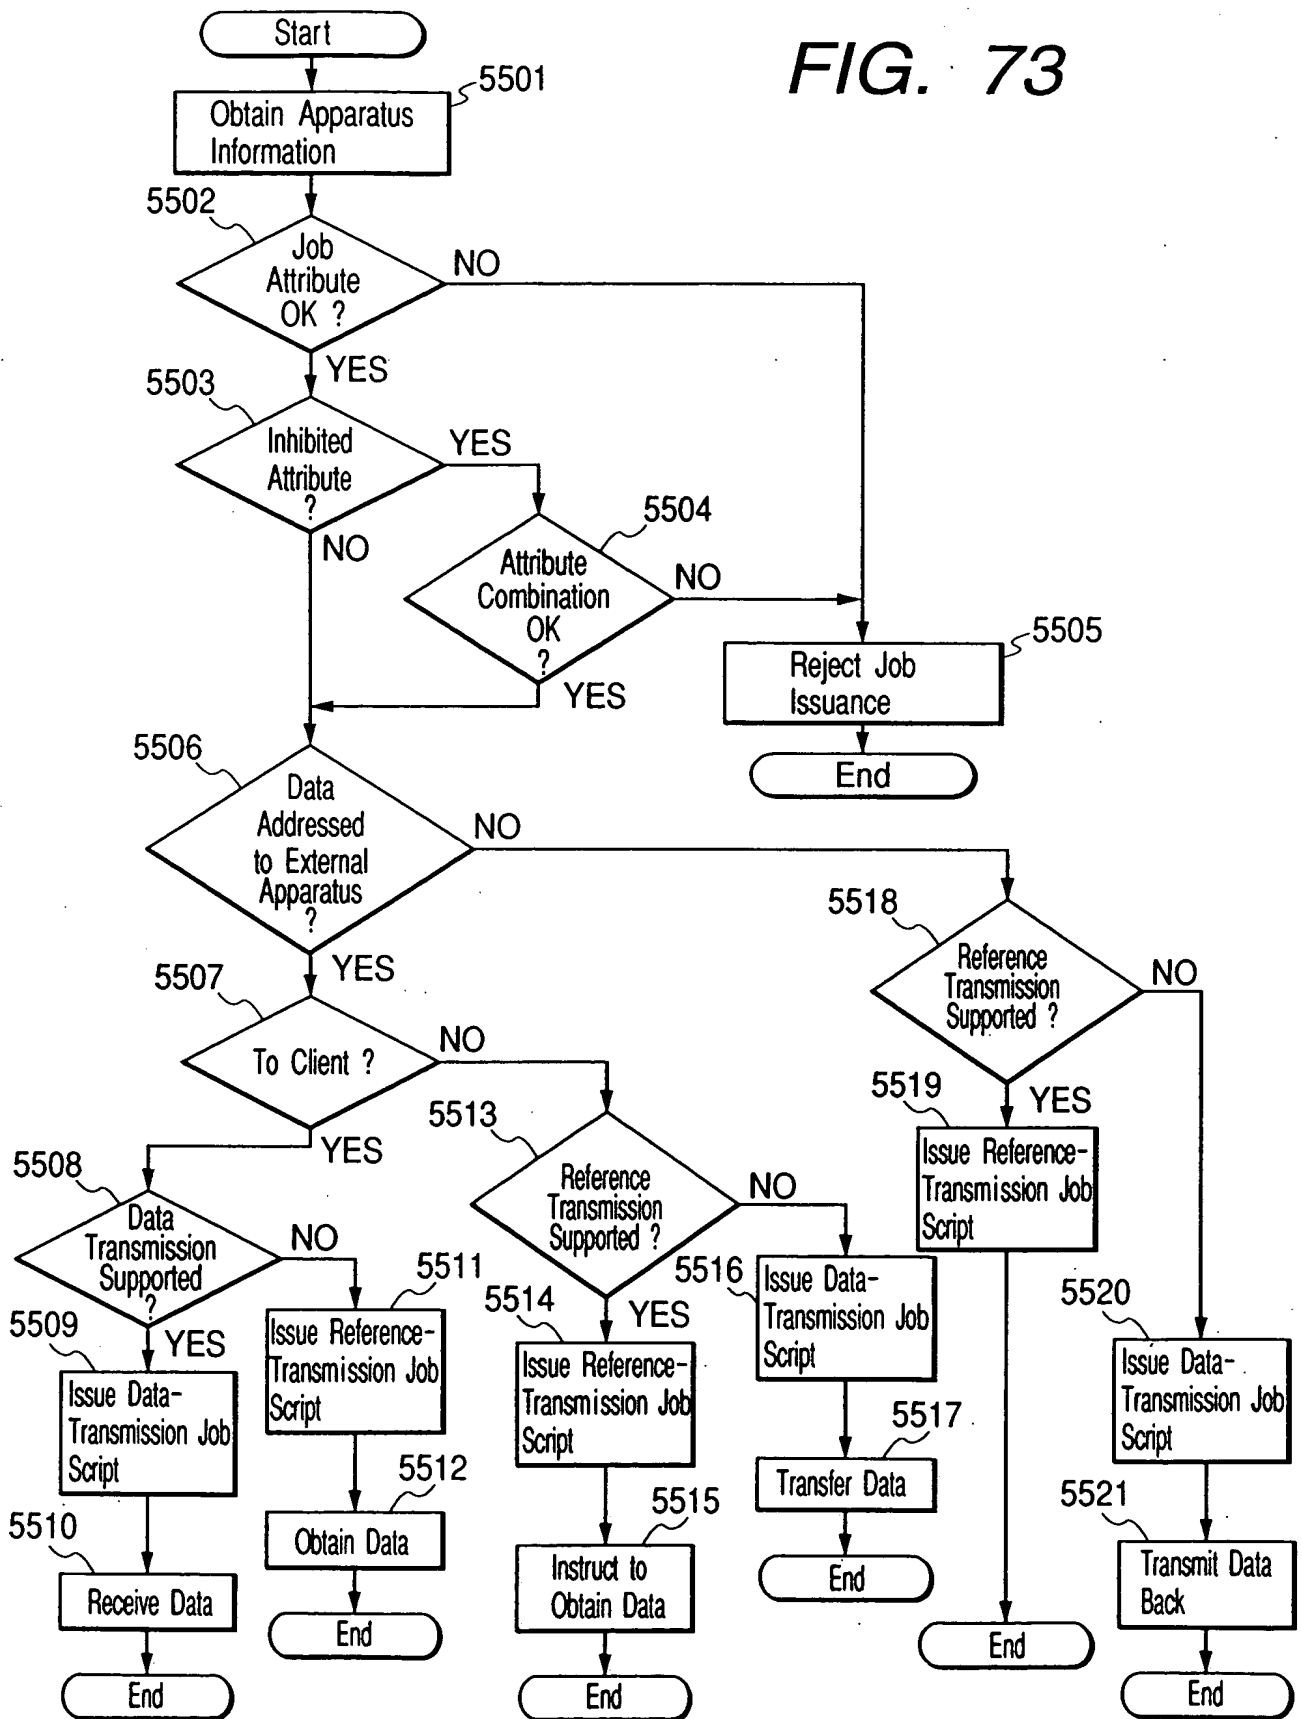 Start
FIG. 73
5501
Obtain Apparatus
Information
5502
Job
Attribute
OK ?
NO
YES
5503
Inhibited
Attribute
?
YES
NO
5504
Attribute
Combination
OK
?
NO
YES
5505
Reject Job
Issuance
End
5506
Data
Addressed
to External
Apparatus
?
NO
YES
5507
To Client ?
NO
YES
5508
Data
Transmission
Supported
?
NO
YES
5509
Issue Data-
Transmission Job
Script
5510
Receive Data
End
5511
Issue Reference-
Transmission Job
Script
5512
Obtain Data
End
5513
Reference
Transmission
Supported ?
NO
YES
5514
Issue Reference-
Transmission Job
Script
5515
Instruct to
Obtain Data
End
5516
Issue Data-
Transmission Job
Script
5517
Transfer Data
End
5518
Reference
Transmission
Supported ?
NO
YES
5519
Issue Reference-
Transmission Job
Script
End
5520
Issue Data-
Transmission Job
Script
5521
Transmit Data
Back
End